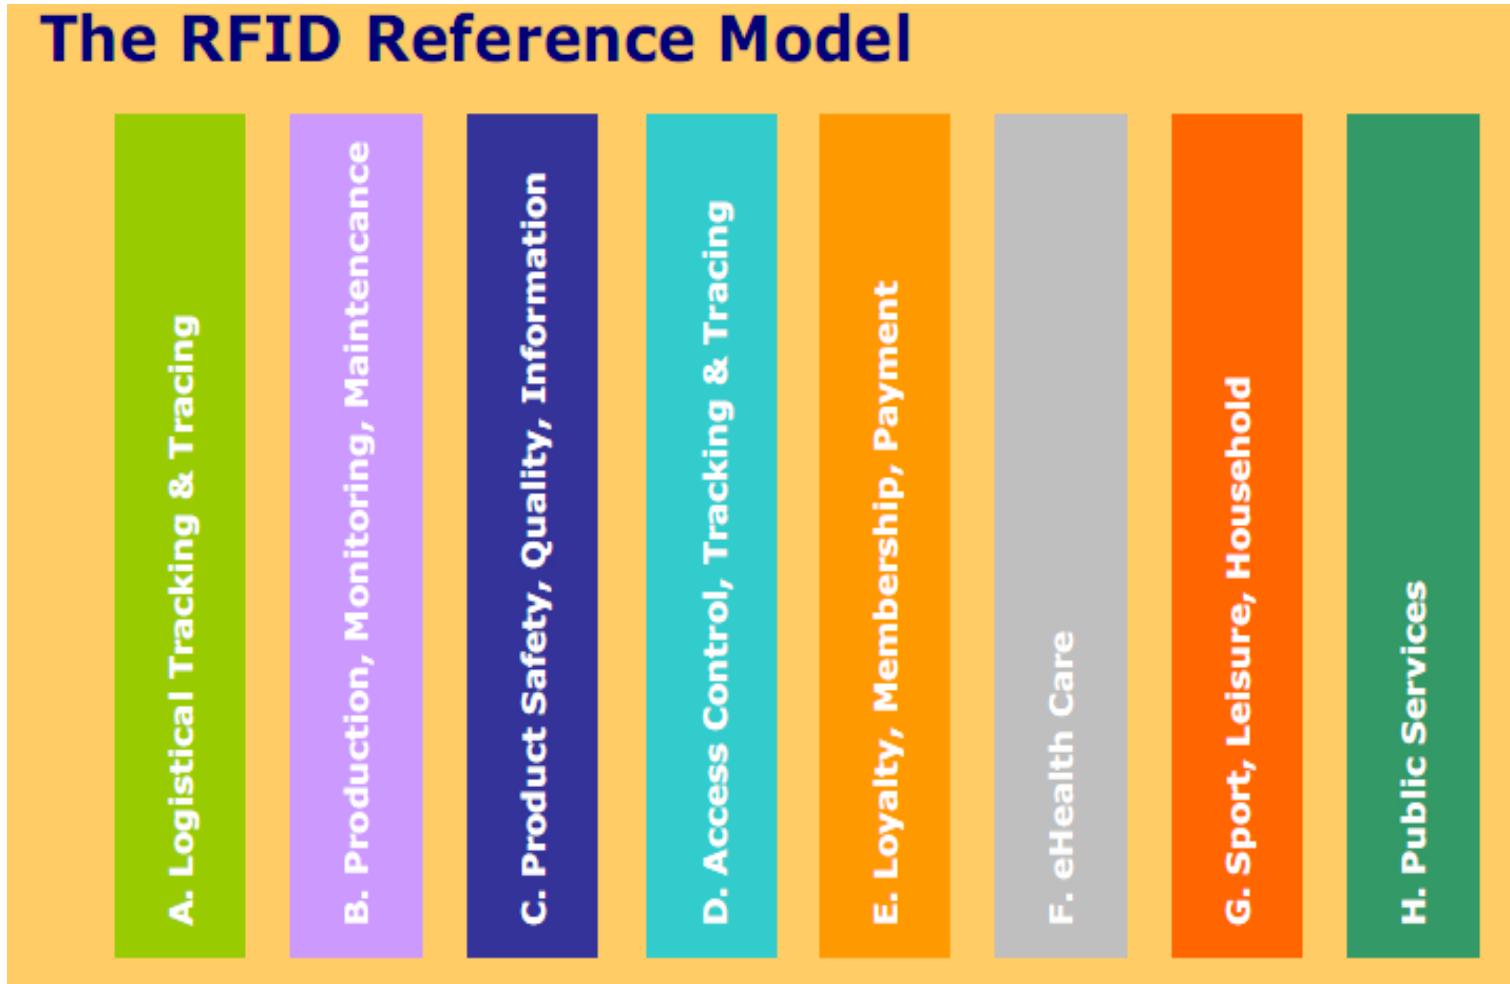 The RFID Reference Model
A. Logistical Tracking & Tracing
B. Production, Monitoring, Maintencance
C. Product Safety, Quality, Information
D. Access Control, Tracking & Tracing
E. Loyalty, Membership, Payment
F. eHealth Care
G. Sport, Leisure, Household
H. Public Services